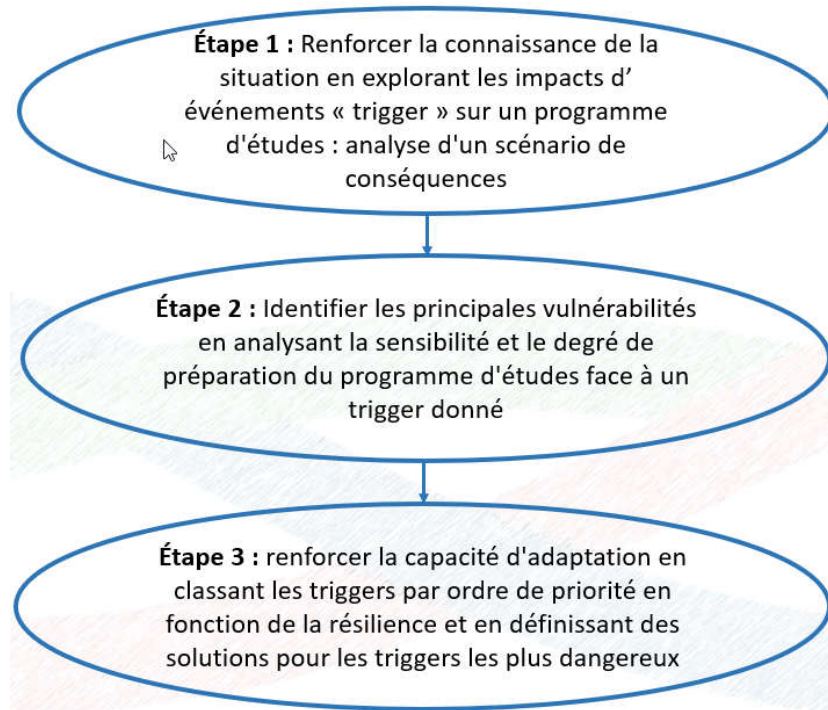 Étape 1 : Renforcer la connaissance de la
situation en explorant les impacts d’
événements « trigger » sur un programme
d'études : analyse d'un scénario de
conséquences
Étape 2 : Identifier les principales vulnérabilités
en analysant la sensibilité et le degré de
préparation du programme d'études face à un
trigger donné
Étape 3 : renforcer la capacité d'adaptation en
classant les triggers par ordre de priorité en
fonction de la résilience et en définissant des
solutions pour les triggers les plus dangereux